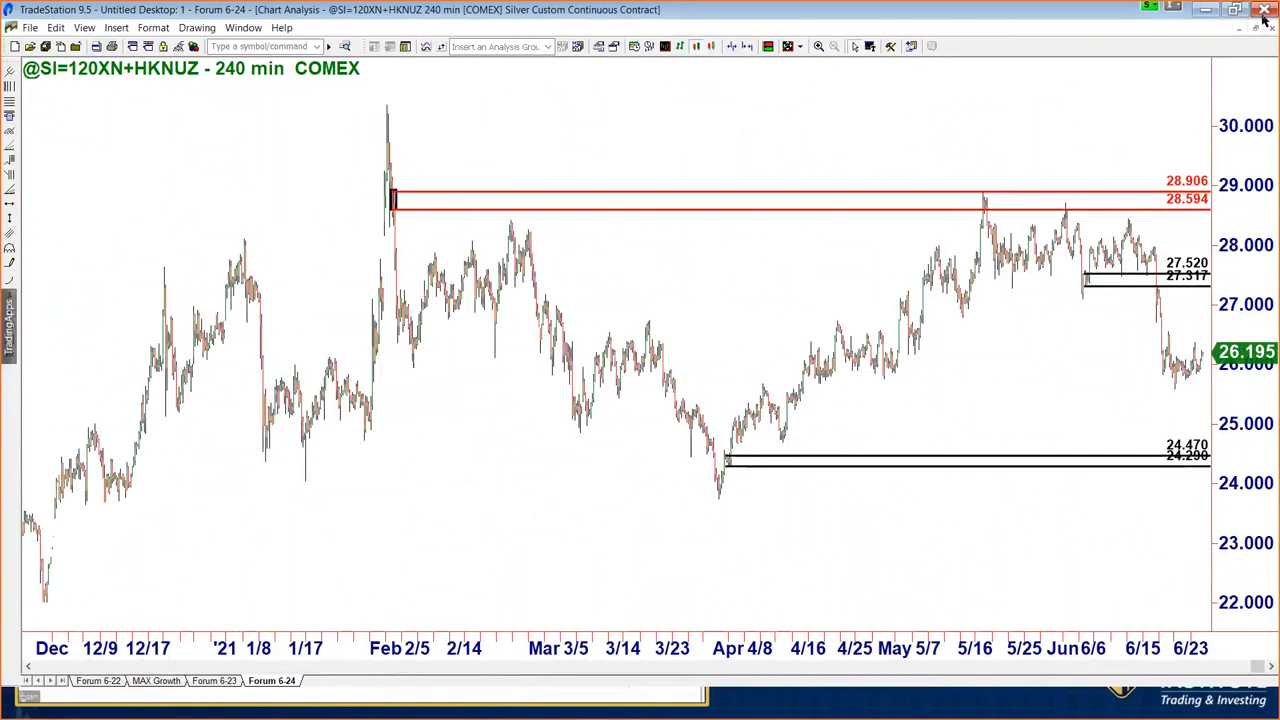 TradeStation 9.5 - Untitled Desktop: 1 - Forum 6-24 - [Chart Analysis - @SI=120XN+HKNUZ 240 min [COMEX] Silver Custom Continuous Contract]
File Edit View Insert Format Drawing Window Help
Type a symbol/command
Insert an Analysis Grou
@SI=120XN+HKNUZ - 240 min COMEX
TradingApps
30.000
28.906
29.000
28.594
28.000
27.520
27.317
27.000
26.195
26.000
25.000
24.470
24.290
24.000
23.000
22.000
Dec 12/9 12/17 '21 1/8 1/17 Feb 2/5 2/14 Mar 3/5 3/14 3/23 Apr 4/8 4/16 4/25 May 5/7 5/16 5/25 Jun 6/6 6/15 6/23
Forum 6-22 MAX Growth Forum 6-23 Forum 6-24
Trading & Investing